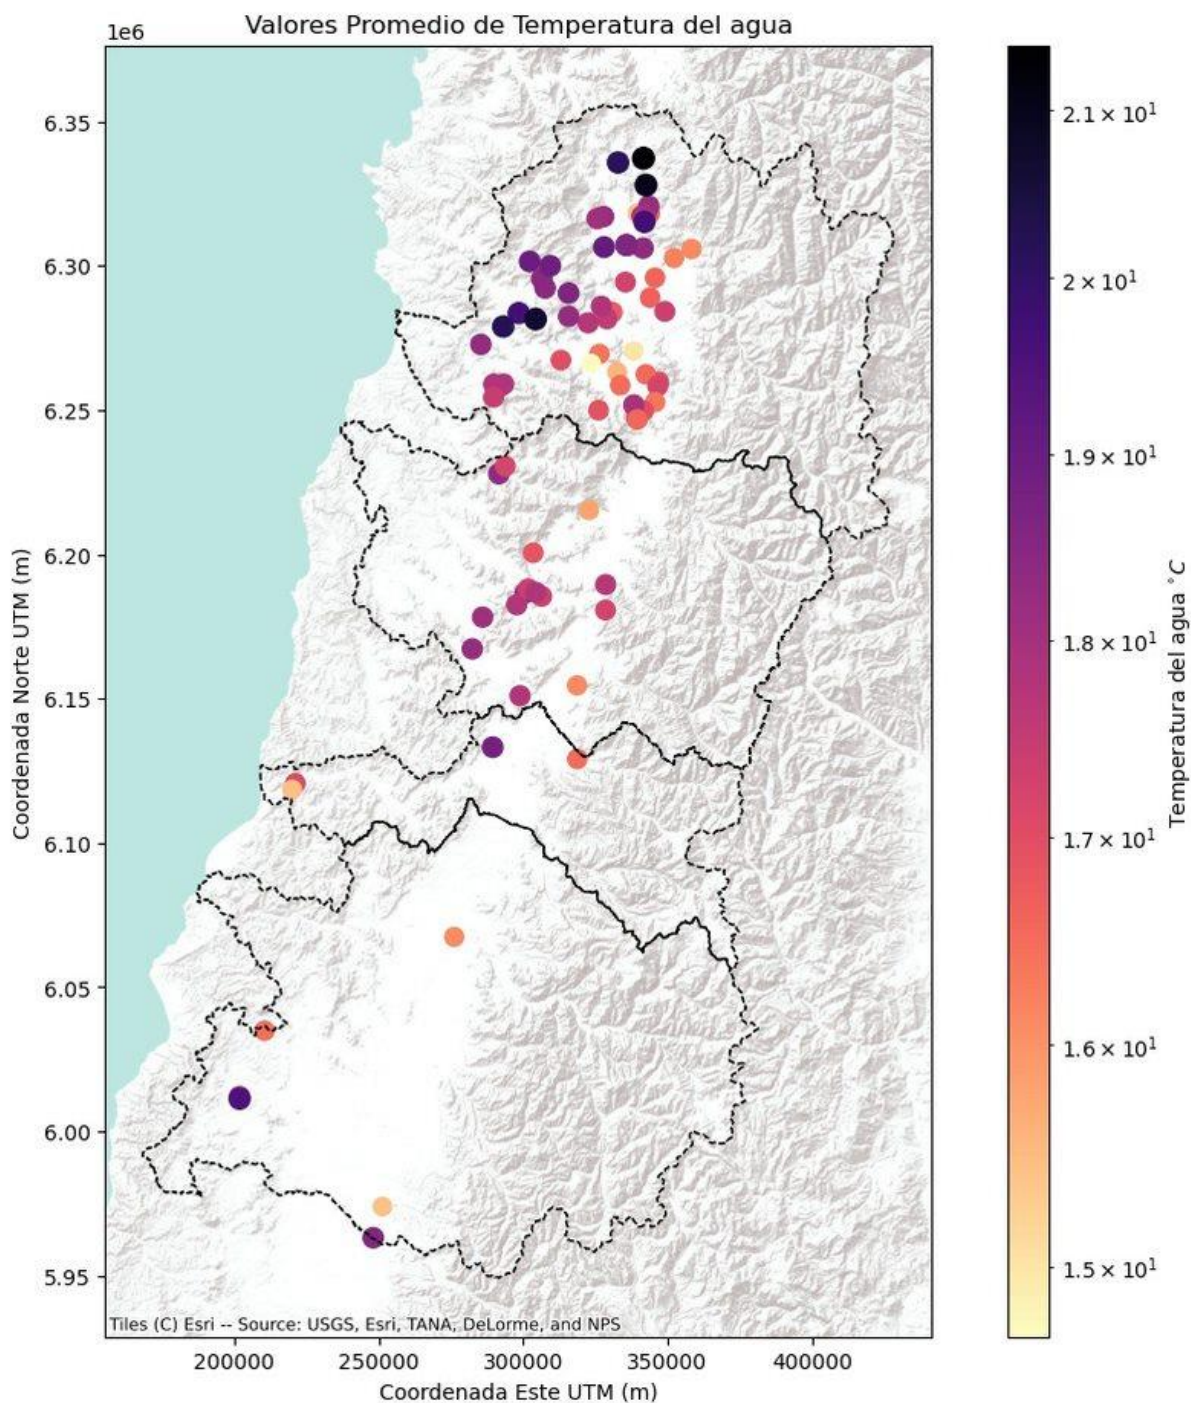 Valores Promedio de Temperatura del agua
1e6
6.35
6.30
6.25
6.20
6.15
6.10
6.05
6.00
5.95
Coordenada Norte UTM (m)
Tiles (C) Esri -- Source: USGS, Esri, TANA, DeLorme, and NPS
200000 250000 300000 350000 400000
Coordenada Este UTM (m)
2.1 × 10¹
2 × 10¹
1.9 × 10¹
1.8 × 10¹
1.7 × 10¹
1.6 × 10¹
1.5 × 10¹
Temperatura del agua °C